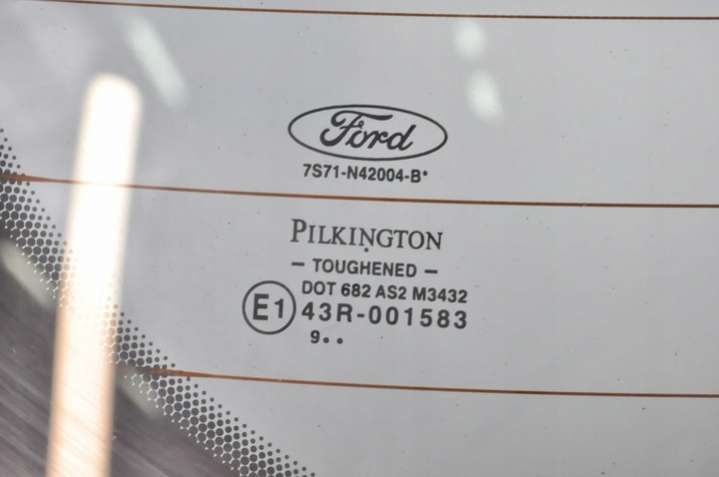 Ford
7S71-N42004-B*
PILKINGTON
- TOUGHENED -
DOT 682 AS2 M3432
E1 43R-001583
9..